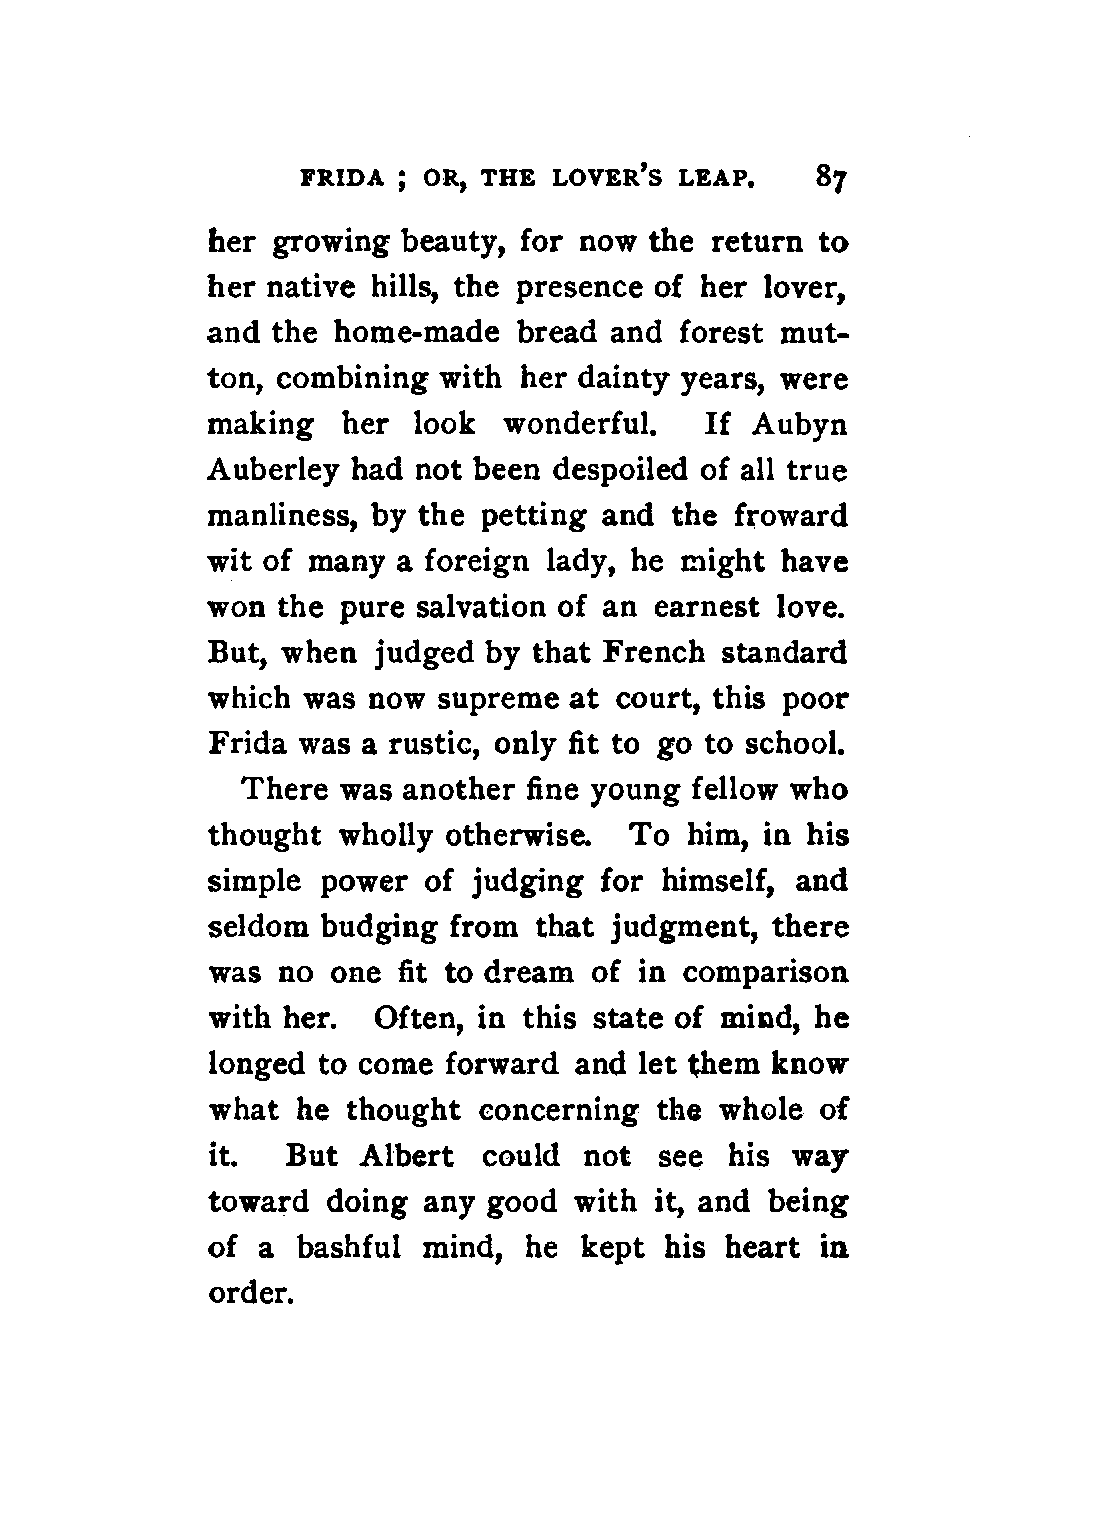 FRIDA ; OR, THE LOVER'S LEAP. 87
her growing beauty, for now the return to
her native hills, the presence of her lover,
and the home-made bread and forest mut-
ton, combining with her dainty years, were
making her look wonderful. If Aubyn
Auberley had not been despoiled of all true
manliness, by the petting and the froward
wit of many a foreign lady, he might have
won the pure salvation of an earnest love.
But, when judged by that French standard
which was now supreme at court, this poor
Frida was a rustic, only fit to go to school.
There was another fine young fellow who
thought wholly otherwise. To him, in his
simple power of judging for himself, and
seldom budging from that judgment, there
was no one fit to dream of in comparison
with her. Often, in this state of mind, he
longed to come forward and let them know
what he thought concerning the whole of
it. But Albert could not see his way
toward doing any good with it, and being
of a bashful mind, he kept his heart in
order.